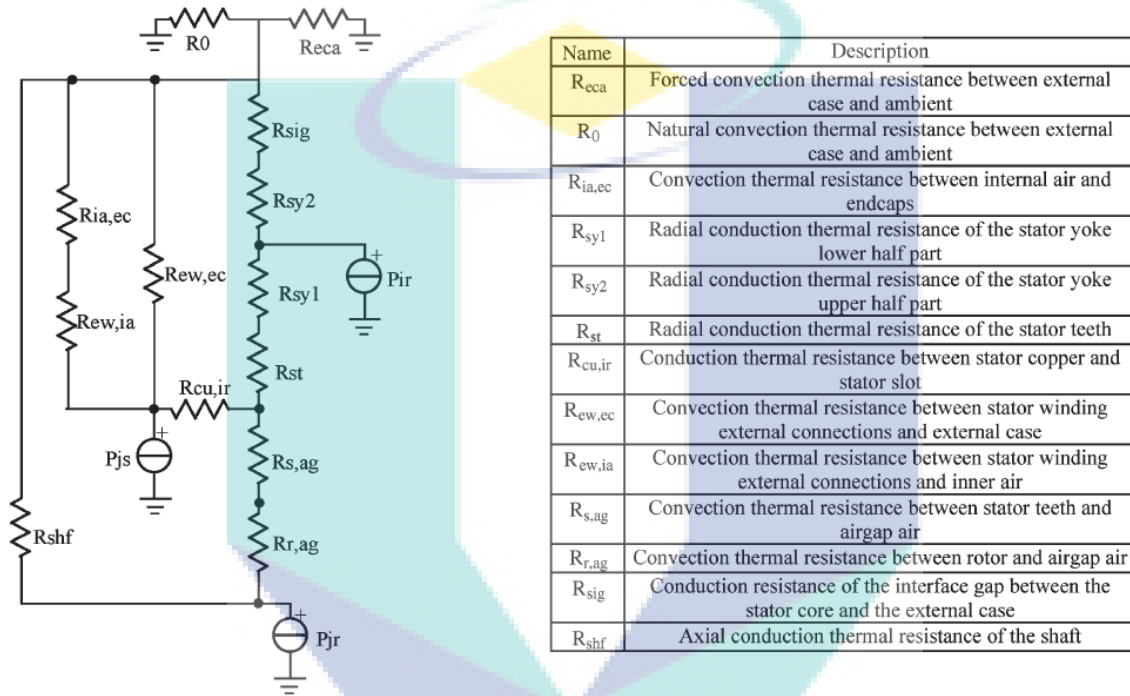 R0
Reca
Rsig
Rsy2
Ria,ec
Rew,ec
Rsy1
+
Pir
Rew,ia
Rst
Rcu,ir
+
Pjs
Rs,ag
Rshf
Rr,ag
+
Pjr
Name Description
Reca Forced convection thermal resistance between external
case and ambient
R0 Natural convection thermal resistance between external
case and ambient
Ria,ec Convection thermal resistance between internal air and
endcaps
Rsy1 Radial conduction thermal resistance of the stator yoke
lower half part
Rsy2 Radial conduction thermal resistance of the stator yoke
upper half part
Rst Radial conduction thermal resistance of the stator teeth
Rcu,ir Conduction thermal resistance between stator copper and
stator slot
Rew,ec Convection thermal resistance between stator winding
external connections and external case
Rew,ia Convection thermal resistance between stator winding
external connections and inner air
Rs,ag Convection thermal resistance between stator teeth and
airgap air
Rr,ag Convection thermal resistance between rotor and airgap air
Rsig Conduction resistance of the interface gap between the
stator core and the external case
Rshf Axial conduction thermal resistance of the shaft